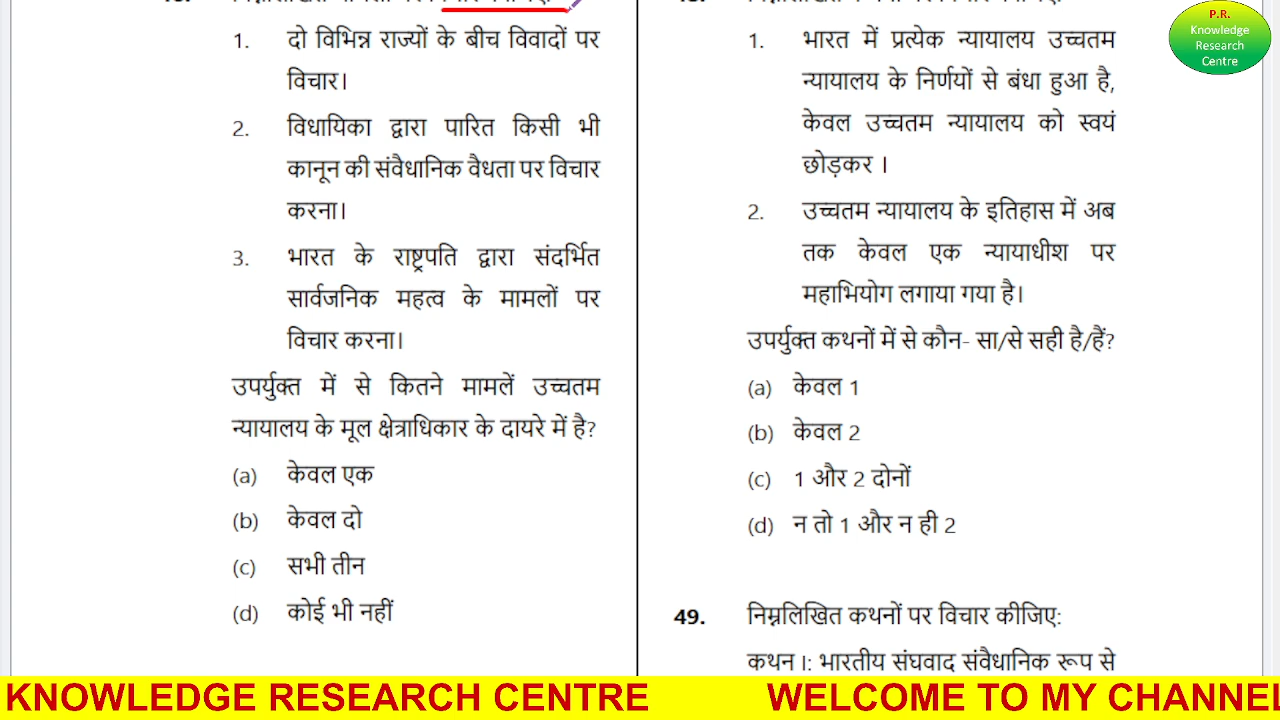 1. दो विभिन्न राज्यों के बीच विवादों पर
विचार।
2. विधायिका द्वारा पारित किसी भी
कानून की संवैधानिक वैधता पर विचार
करना।
3. भारत के राष्ट्रपति द्वारा संदर्भित
सार्वजनिक महत्व के मामलों पर
विचार करना।
उपर्युक्त में से कितने मामलें उच्चतम
न्यायालय के मूल क्षेत्राधिकार के दायरे में है?
(a) केवल एक
(b) केवल दो
(c) सभी तीन
(d) कोई भी नहीं
1. भारत में प्रत्येक न्यायालय उच्चतम
न्यायालय के निर्णयों से बंधा हुआ है,
केवल उच्चतम न्यायालय को स्वयं
छोड़कर ।
2. उच्चतम न्यायालय के इतिहास में अब
तक केवल एक न्यायाधीश पर
महाभियोग लगाया गया है।
उपर्युक्त कथनों में से कौन- सा/से सही है/हैं?
(a) केवल 1
(b) केवल 2
(c) 1 और 2 दोनों
(d) न तो 1 और न ही 2
49. निम्नलिखित कथनों पर विचार कीजिए:
कथन I: भारतीय संघवाद संवैधानिक रूप से
P.R.
Knowledge
Research
Centre
KNOWLEDGE RESEARCH CENTRE WELCOME TO MY CHANNEL